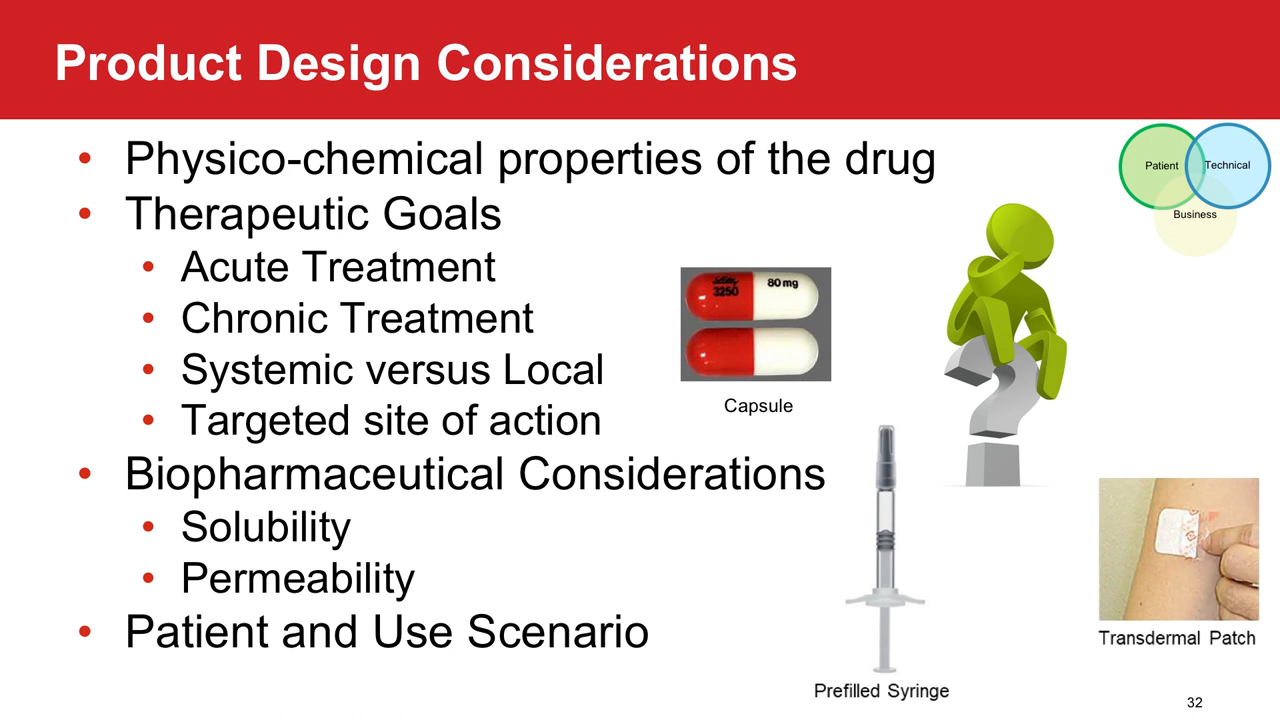 Product Design Considerations
• Physico-chemical properties of the drug
• Therapeutic Goals
• Acute Treatment
• Chronic Treatment
• Systemic versus Local
• Targeted site of action
• Biopharmaceutical Considerations
• Solubility
• Permeability
• Patient and Use Scenario
Patient
Technical
Business
3250
80 mg
Capsule
Prefilled Syringe
Transdermal Patch
32